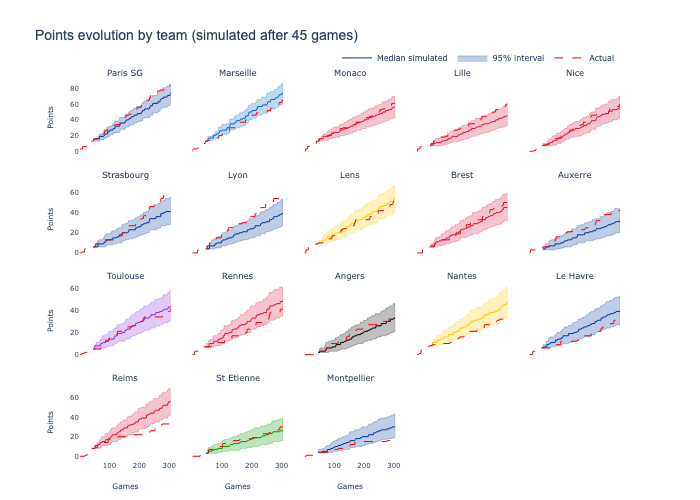 Points evolution by team (simulated after 45 games)
Median simulated 95% interval Actual
Paris SG Marseille Monaco Lille Nice
80
60
40
20
0
Points
Strasbourg Lyon Lens Brest Auxerre
60
40
20
0
Points
Toulouse Rennes Angers Nantes Le Havre
60
40
20
0
Points
Reims St Etienne Montpellier
60
40
20
0
Points
100 200 300 100 200 300 100 200 300
Games Games Games